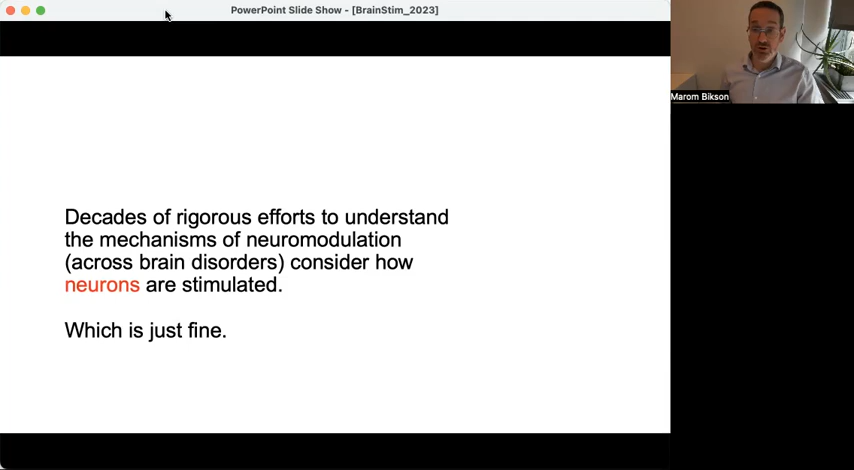 PowerPoint Slide Show - [BrainStim_2023]
Marom Bikson
Decades of rigorous efforts to understand
the mechanisms of neuromodulation
(across brain disorders) consider how
neurons are stimulated.
Which is just fine.